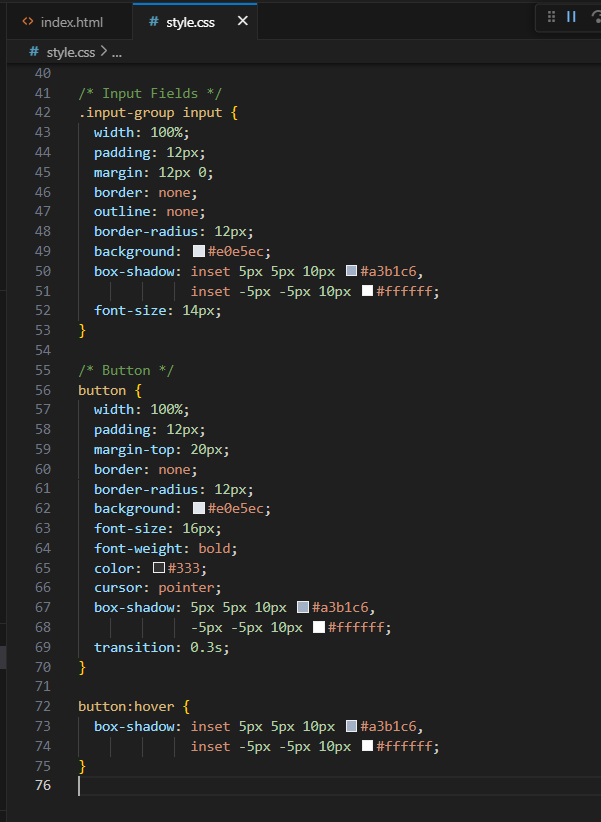 index.html
# style.css ✕
# style.css > ...
40
41 /* Input Fields */
42 .input-group input {
43 width: 100%;
44 padding: 12px;
45 margin: 12px 0;
46 border: none;
47 outline: none;
48 border-radius: 12px;
49 background: #e0e5ec;
50 box-shadow: inset 5px 5px 10px #a3b1c6,
51 inset -5px -5px 10px #ffffff;
52 font-size: 14px;
53 }
54
55 /* Button */
56 button {
57 width: 100%;
58 padding: 12px;
59 margin-top: 20px;
60 border: none;
61 border-radius: 12px;
62 background: #e0e5ec;
63 font-size: 16px;
64 font-weight: bold;
65 color: #333;
66 cursor: pointer;
67 box-shadow: 5px 5px 10px #a3b1c6,
68 -5px -5px 10px #ffffff;
69 transition: 0.3s;
70 }
71
72 button:hover {
73 box-shadow: inset 5px 5px 10px #a3b1c6,
74 inset -5px -5px 10px #ffffff;
75 }
76